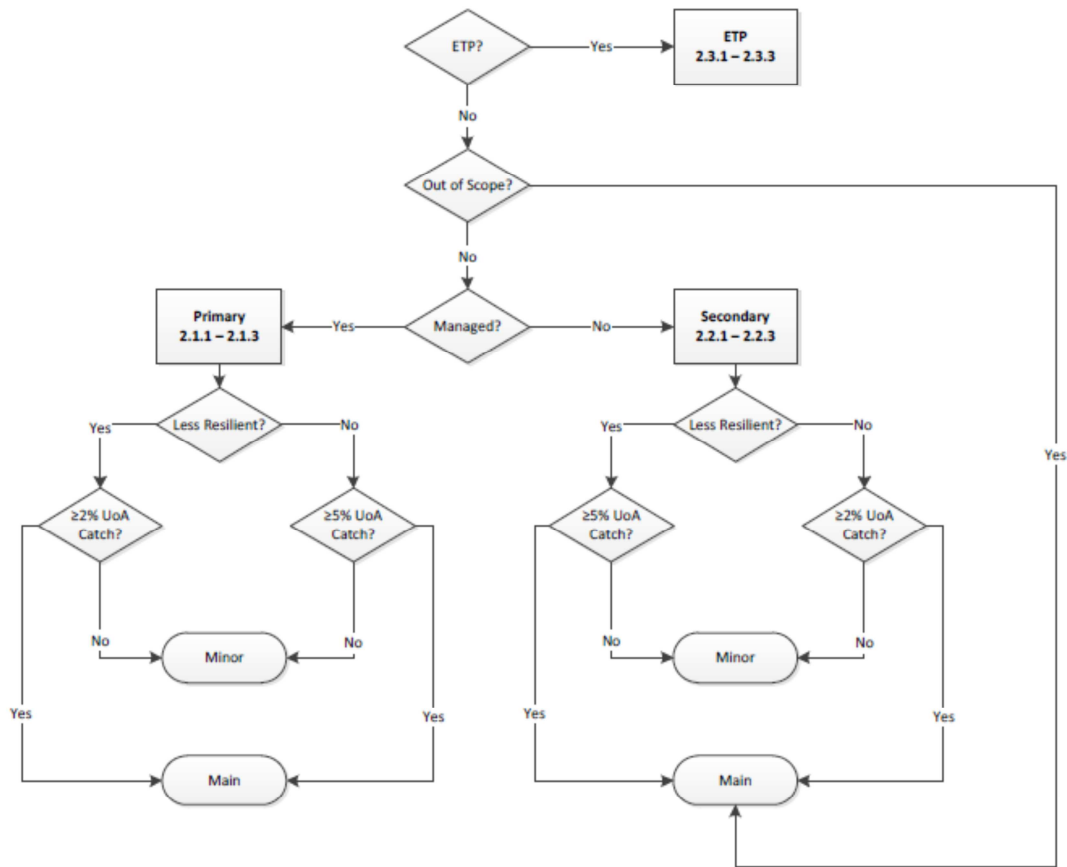 ETP?
Yes
ETP
2.3.1 – 2.3.3
No
Out of Scope?
No
Primary
2.1.1 – 2.1.3
Yes
Managed?
No
Secondary
2.2.1 – 2.2.3
Yes
Less Resilient?
No
Yes
Less Resilient?
No
Yes
≥2% UoA
Catch?
≥5% UoA
Catch?
≥5% UoA
Catch?
≥2% UoA
Catch?
No
Minor
No
No
Minor
No
Yes
Yes
Yes
Yes
Main
Main